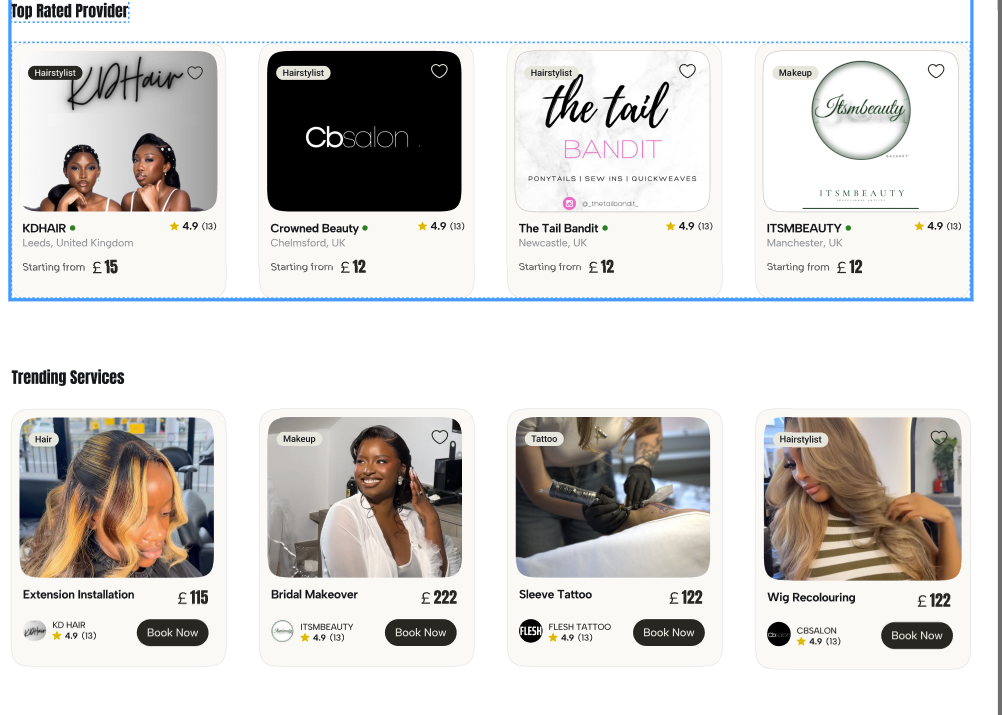 Top Rated Provider
Hairstylist
KDHair
Hairstylist
Cbsalon .
Hairstylist
the tail
BANDIT
PONYTAILS | SEW INS | QUICKWEAVES
@_thetailbandit_
Makeup
Itsmbeauty
ITSMBEAUTY
KDHAIR
4.9 (13)
Leeds, United Kingdom
Starting from £ 15
Crowned Beauty
4.9 (13)
Chelmsford, UK
Starting from £ 12
The Tail Bandit
4.9 (13)
Newcastle, UK
Starting from £ 12
ITSMBEAUTY
4.9 (13)
Manchester, UK
Starting from £ 12
Trending Services
Hair
Makeup
Tattoo
Hairstylist
Extension Installation
£ 115
KD HAIR
4.9 (13)
Book Now
Bridal Makeover
£ 222
ITSMBEAUTY
4.9 (13)
Book Now
Sleeve Tattoo
£ 122
FLESH
FLESH TATTOO
4.9 (13)
Book Now
Wig Recolouring
£ 122
Cbsalon
CBSALON
4.9 (13)
Book Now